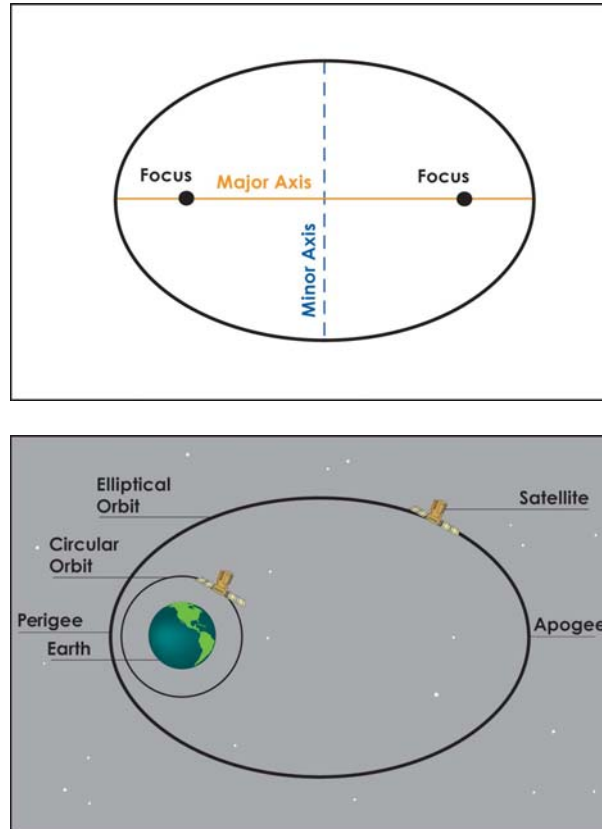 Focus
Major Axis
Focus
Minor Axis
Elliptical
Orbit
Satellite
Circular
Orbit
Perigee
Apogee
Earth